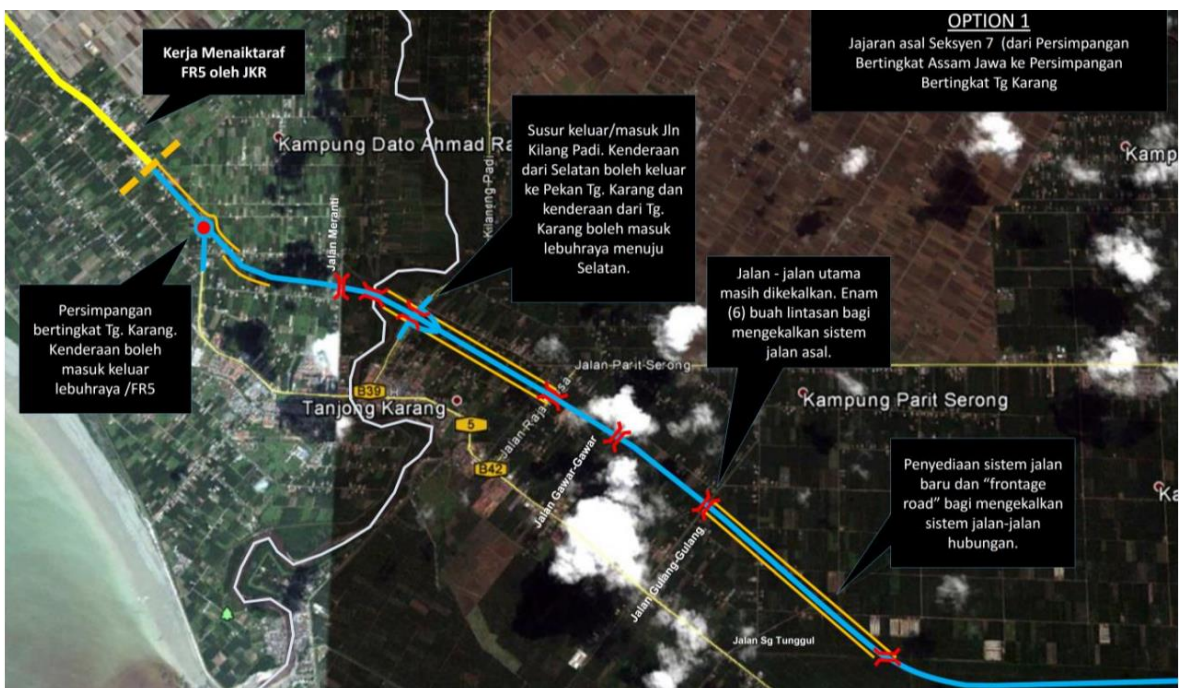 OPTION 1
Jajaran asal Seksyen 7 (dari Persimpangan
Bertingkat Assam Jawa ke Persimpangan
Bertingkat Tg Karang
Kerja Menaiktaraf
FR5 oleh JKR
Kampung Dato Ahmad
Susur keluar/masuk Jln
Kilang Padi. Kenderaan
dari Selatan boleh keluar
ke Pekan Tg. Karang dan
kenderaan dari Tg.
Karang boleh masuk
lebuhraya menuju
Selatan.
Jalan Meranti
Persimpangan
bertingkat Tg. Karang.
Kenderaan boleh
masuk keluar
lebuhraya /FR5
Jalan - jalan utama
masih dikekalkan. Enam
(6) buah lintasan bagi
mengekalkan sistem
jalan asal.
Jalan Parit Serong
B39
Tanjong Karang
5
B42
Kampung Parit Serong
Jalan Gawar-Gawar
Jalan Gulang-Gulang
Penyediaan sistem jalan
baru dan “frontage
road” bagi mengekalkan
sistem jalan-jalan
hubungan.
Jalan Sg Tunggul